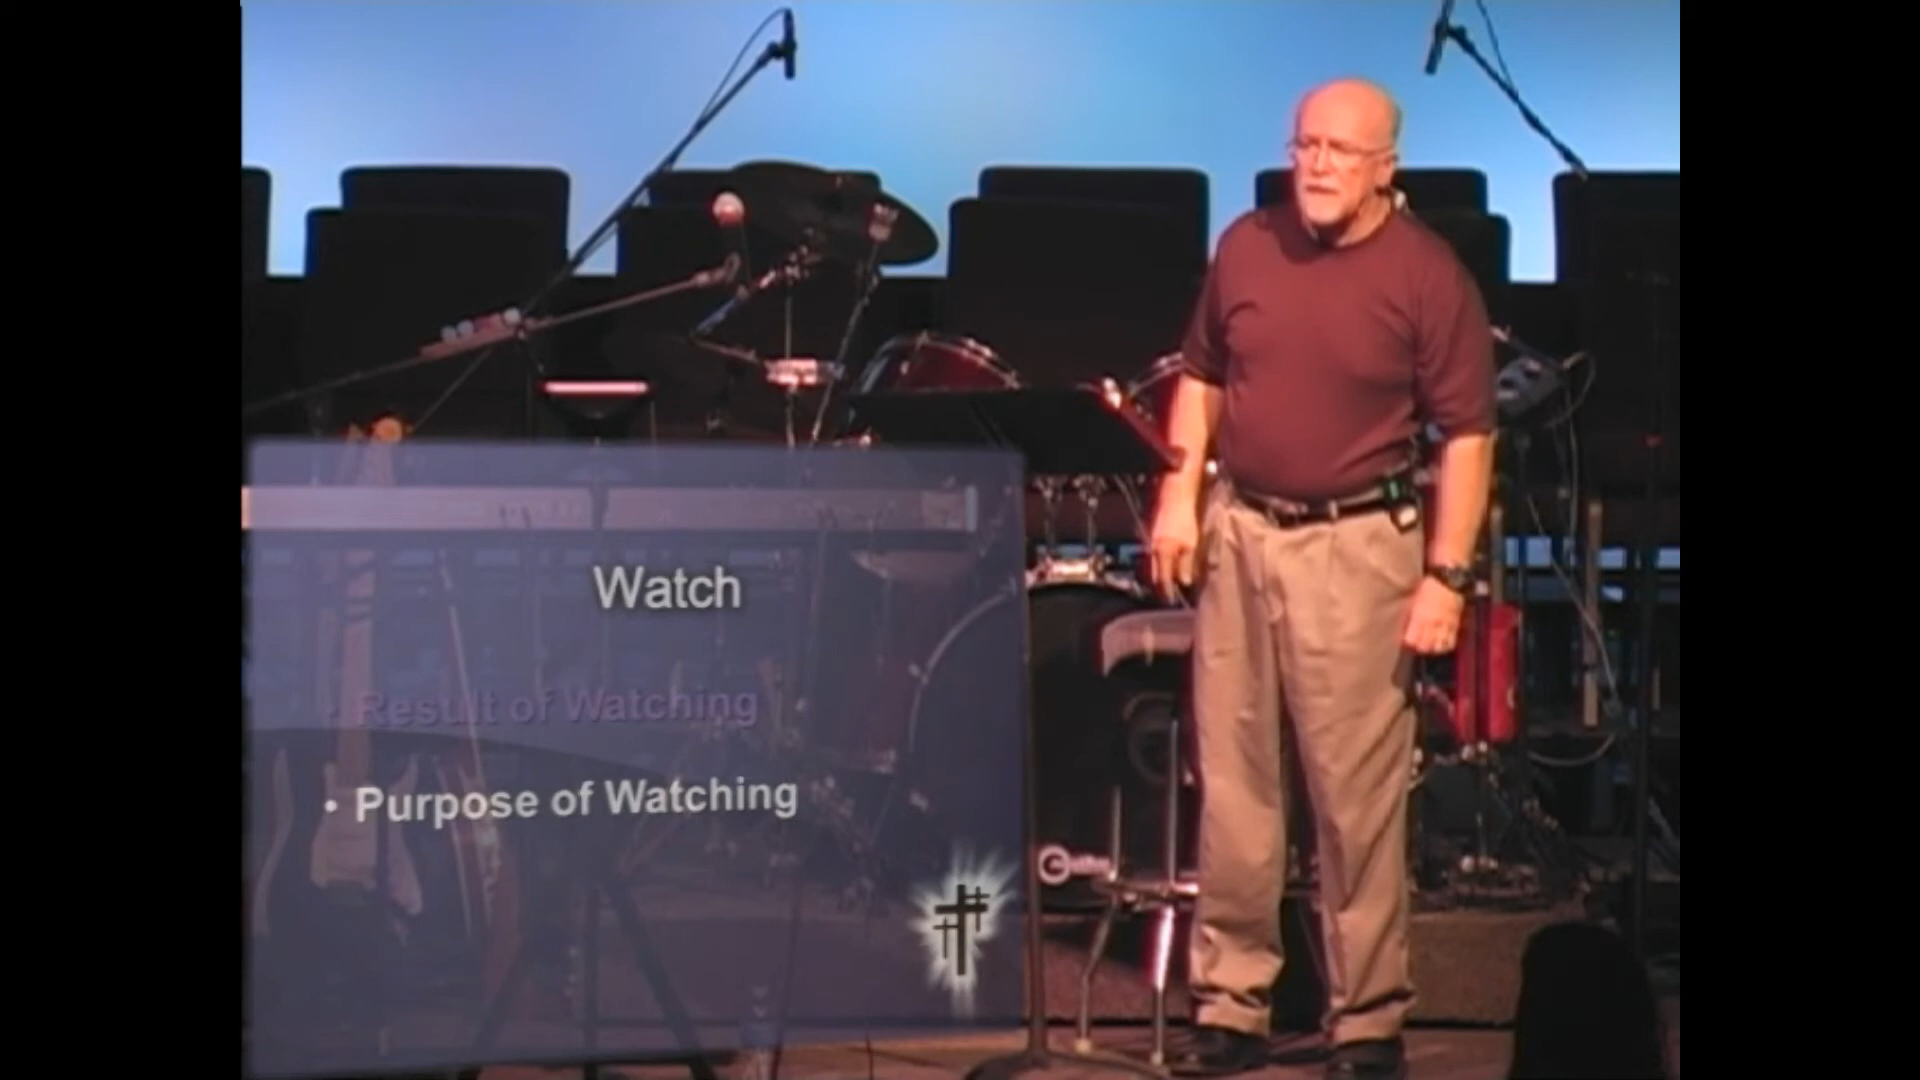 Watch
• Result of Watching
• Purpose of Watching